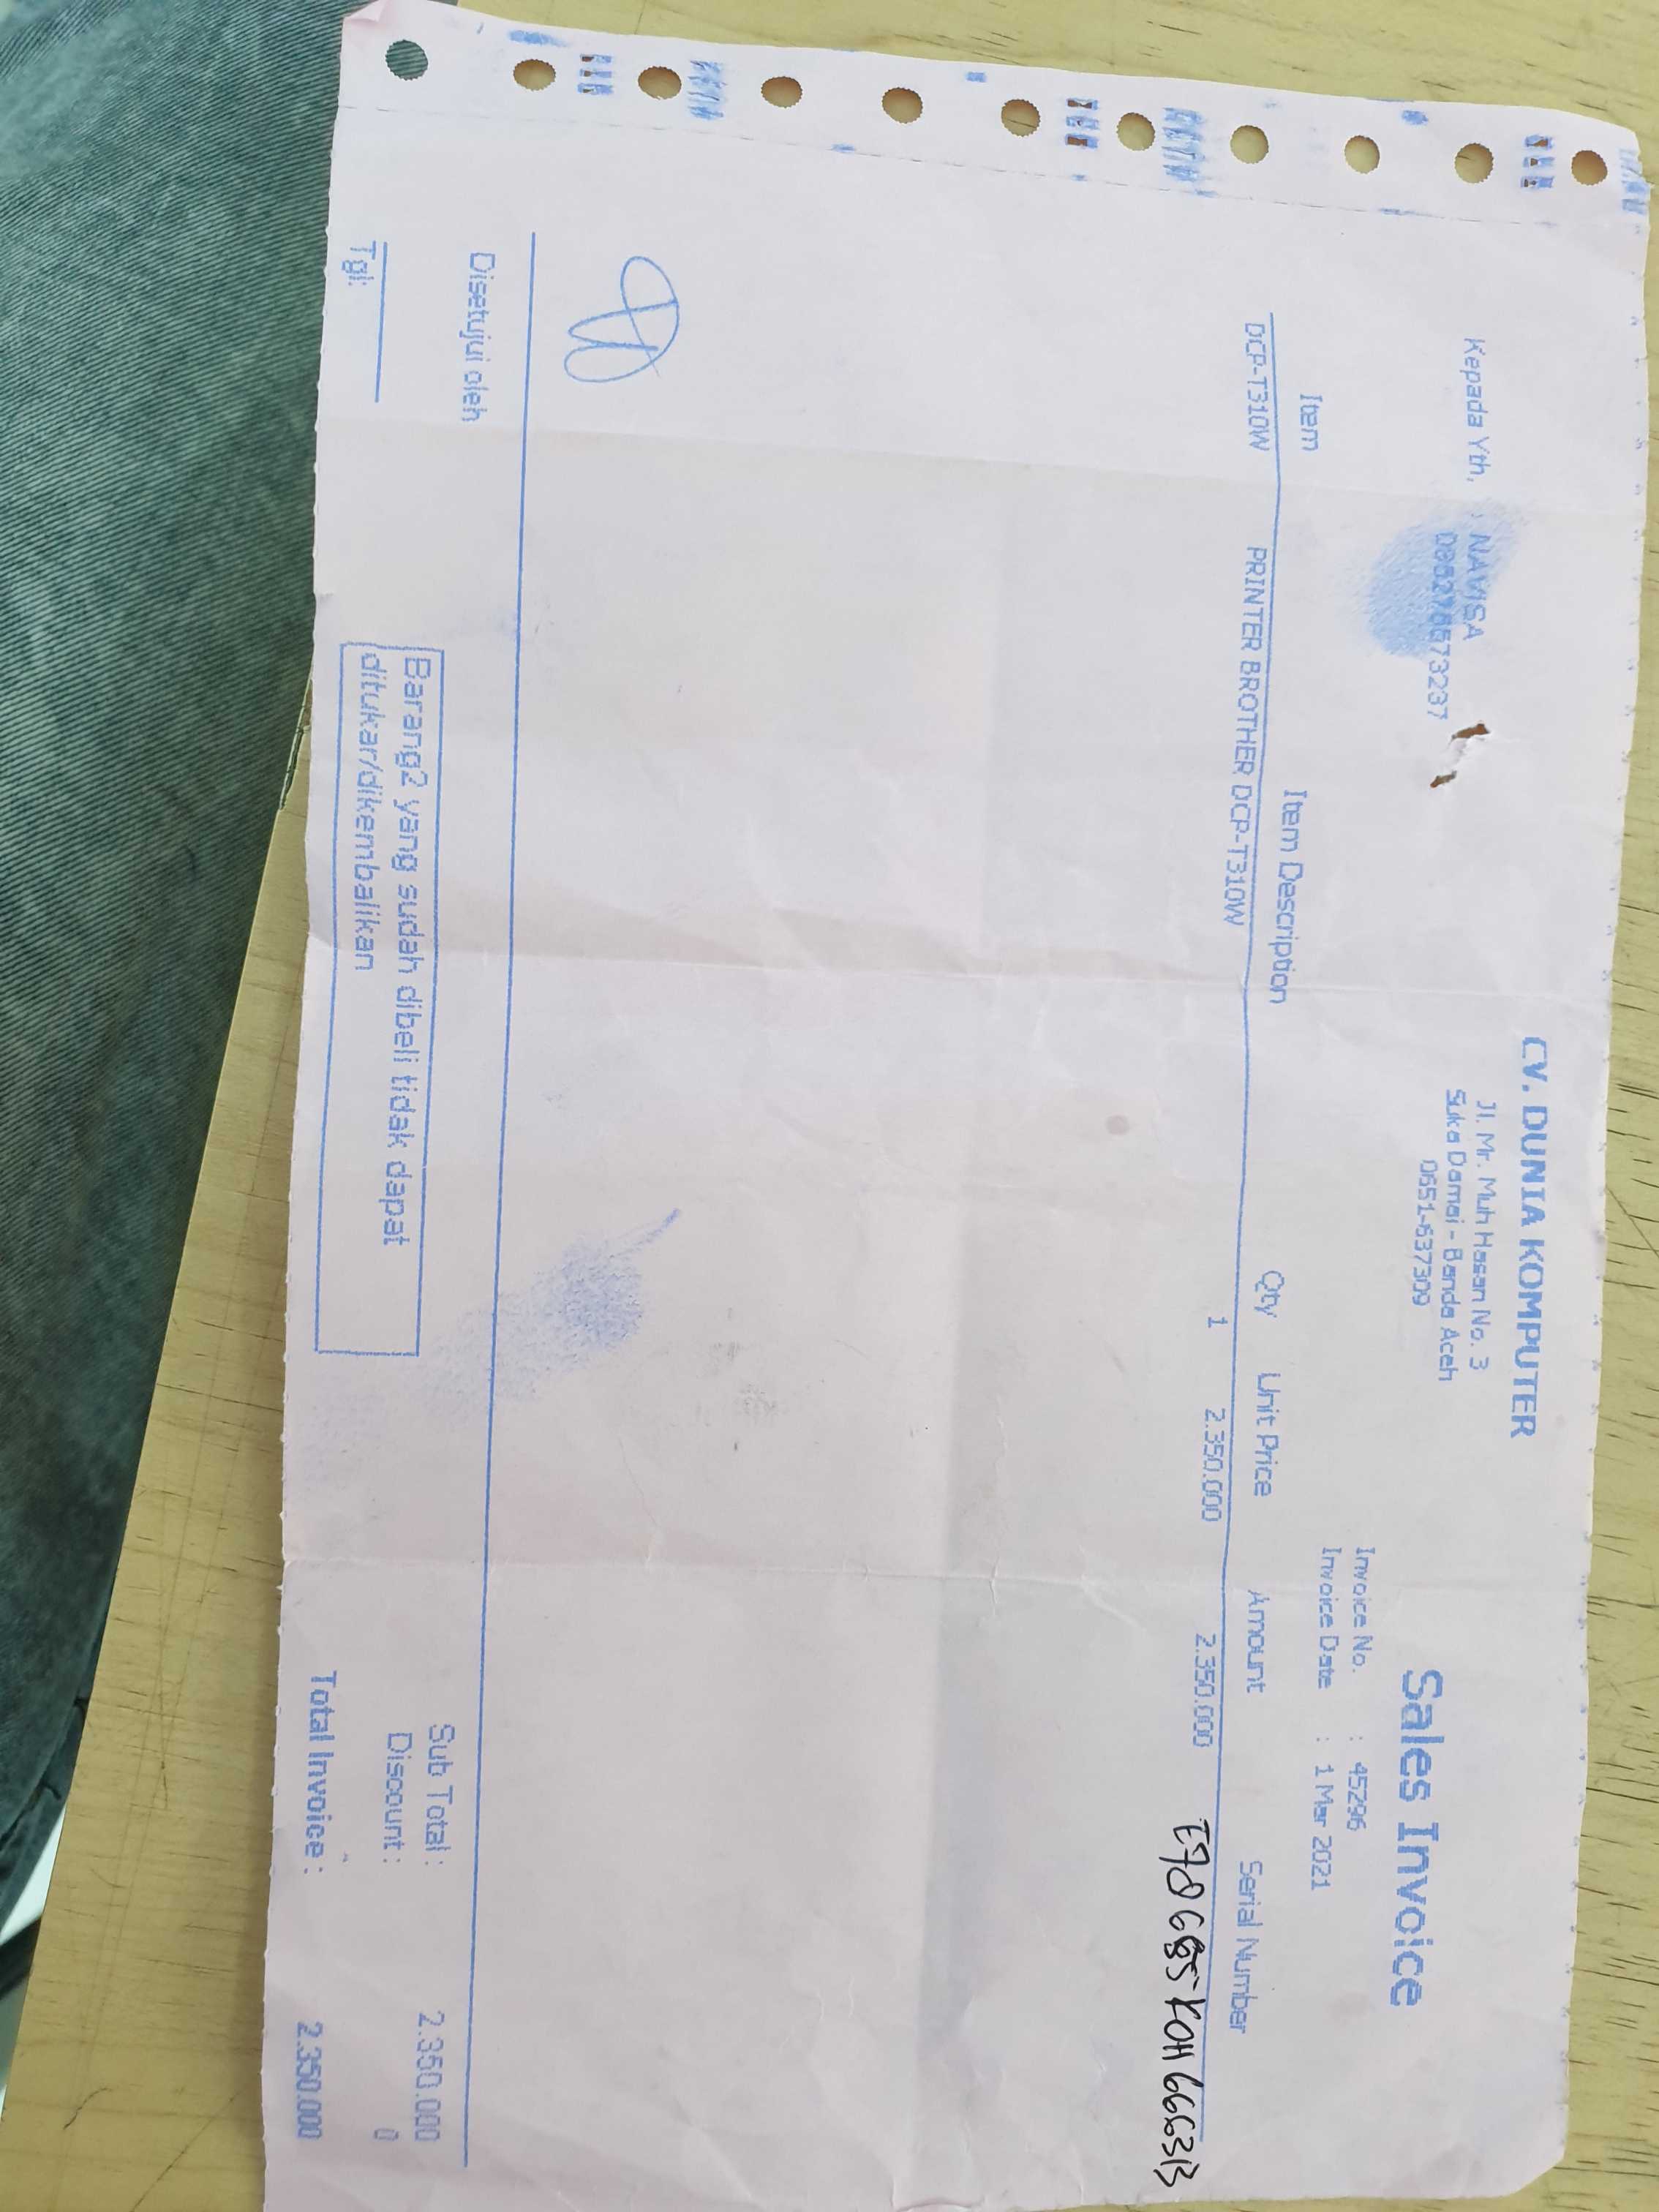 CV. DUNIA KOMPUTER
Jl. Mr. Muh Hasan No. 3
Suka Damai - Banda Aceh
0651-637309
Sales Invoice
Kepada Yth, : NAVISA
Invoice No. : 45296
Invoice Date : 1 Mar 2021
Item Item Description Qty Unit Price Amount Serial Number
DCP-T310W PRINTER BROTHER DCP-T310W 1 2.350.000 2.350.000
Disetujui oleh
Tgl:
Barang2 yang sudah dibeli tidak dapat
ditukar/dikembalikan
Sub Total : 2.350.000
Discount : 0
Total Invoice : 2.350.000